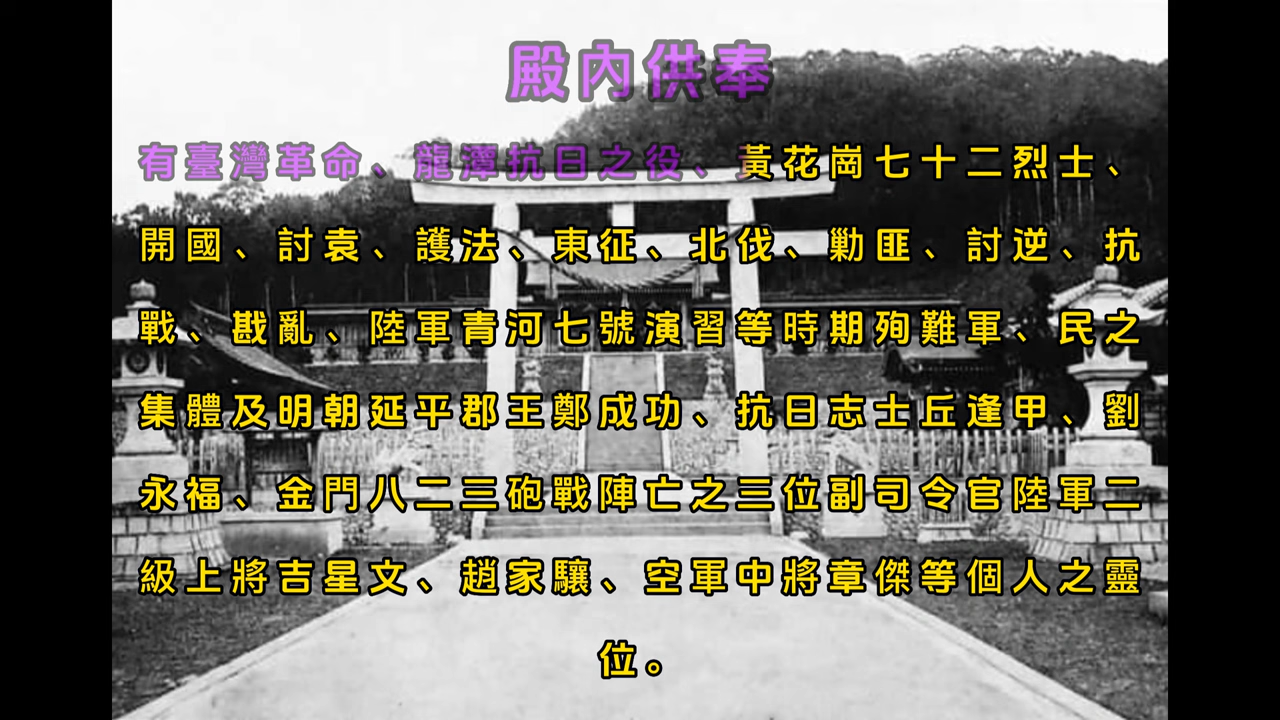 殿內供奉
有臺灣革命、龍潭抗日之役、黃花崗七十二烈士、
開國、討袁、護法、東征、北伐、勦匪、討逆、抗
戰、戡亂、陸軍青河七號演習等時期殉難軍、民之
集體及明朝延平郡王鄭成功、抗日志士丘逢甲、劉
永福、金門八二三砲戰陣亡之三位副司令官陸軍二
級上將吉星文、趙家驤、空軍中將章傑等個人之靈
位。